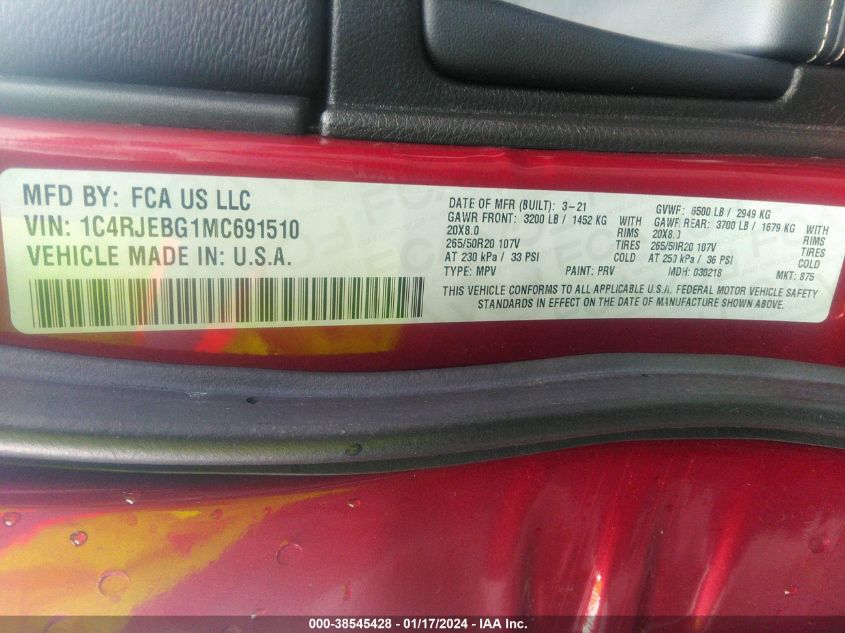 MFD BY: FCA US LLC
VIN: 1C4RJEBG1MC691510
VEHICLE MADE IN: U.S.A.
DATE OF MFR (BUILT): 3-21 GVWF: 6500 LB / 2949 KG
GAWR FRONT: 3200 LB / 1452 KG WITH GAWF REAR: 3700 LB / 1679 KG WITH
20X8.0 RIMS 20X8.0 RIMS
265/50R20 107V TIRES 265/50R20 107V TIRES
AT 230 kPa / 33 PSI COLD AT 250 kPa / 36 PSI COLD
TYPE: MPV PAINT: PRV MDH: 030218 MKT: 875
THIS VEHICLE CONFORMS TO ALL APPLICABLE U.S.A. FEDERAL MOTOR VEHICLE SAFETY
STANDARDS IN EFFECT ON THE DATE OF MANUFACTURE SHOWN ABOVE.
000-38545428 - 01/17/2024 - IAA Inc.